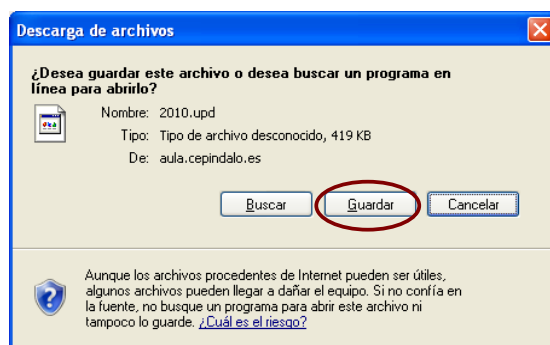 Descarga de archivos
¿Desea guardar este archivo o desea buscar un programa en
línea para abrirlo?
Nombre: 2010.upd
Tipo: Tipo de archivo desconocido, 419 KB
De: aula.cepindalo.es
Buscar Guardar Cancelar
Aunque los archivos procedentes de Internet pueden ser útiles,
algunos archivos pueden llegar a dañar el equipo. Si no confía en
la fuente, no busque un programa para abrir este archivo ni
tampoco lo guarde. ¿Cuál es el riesgo?